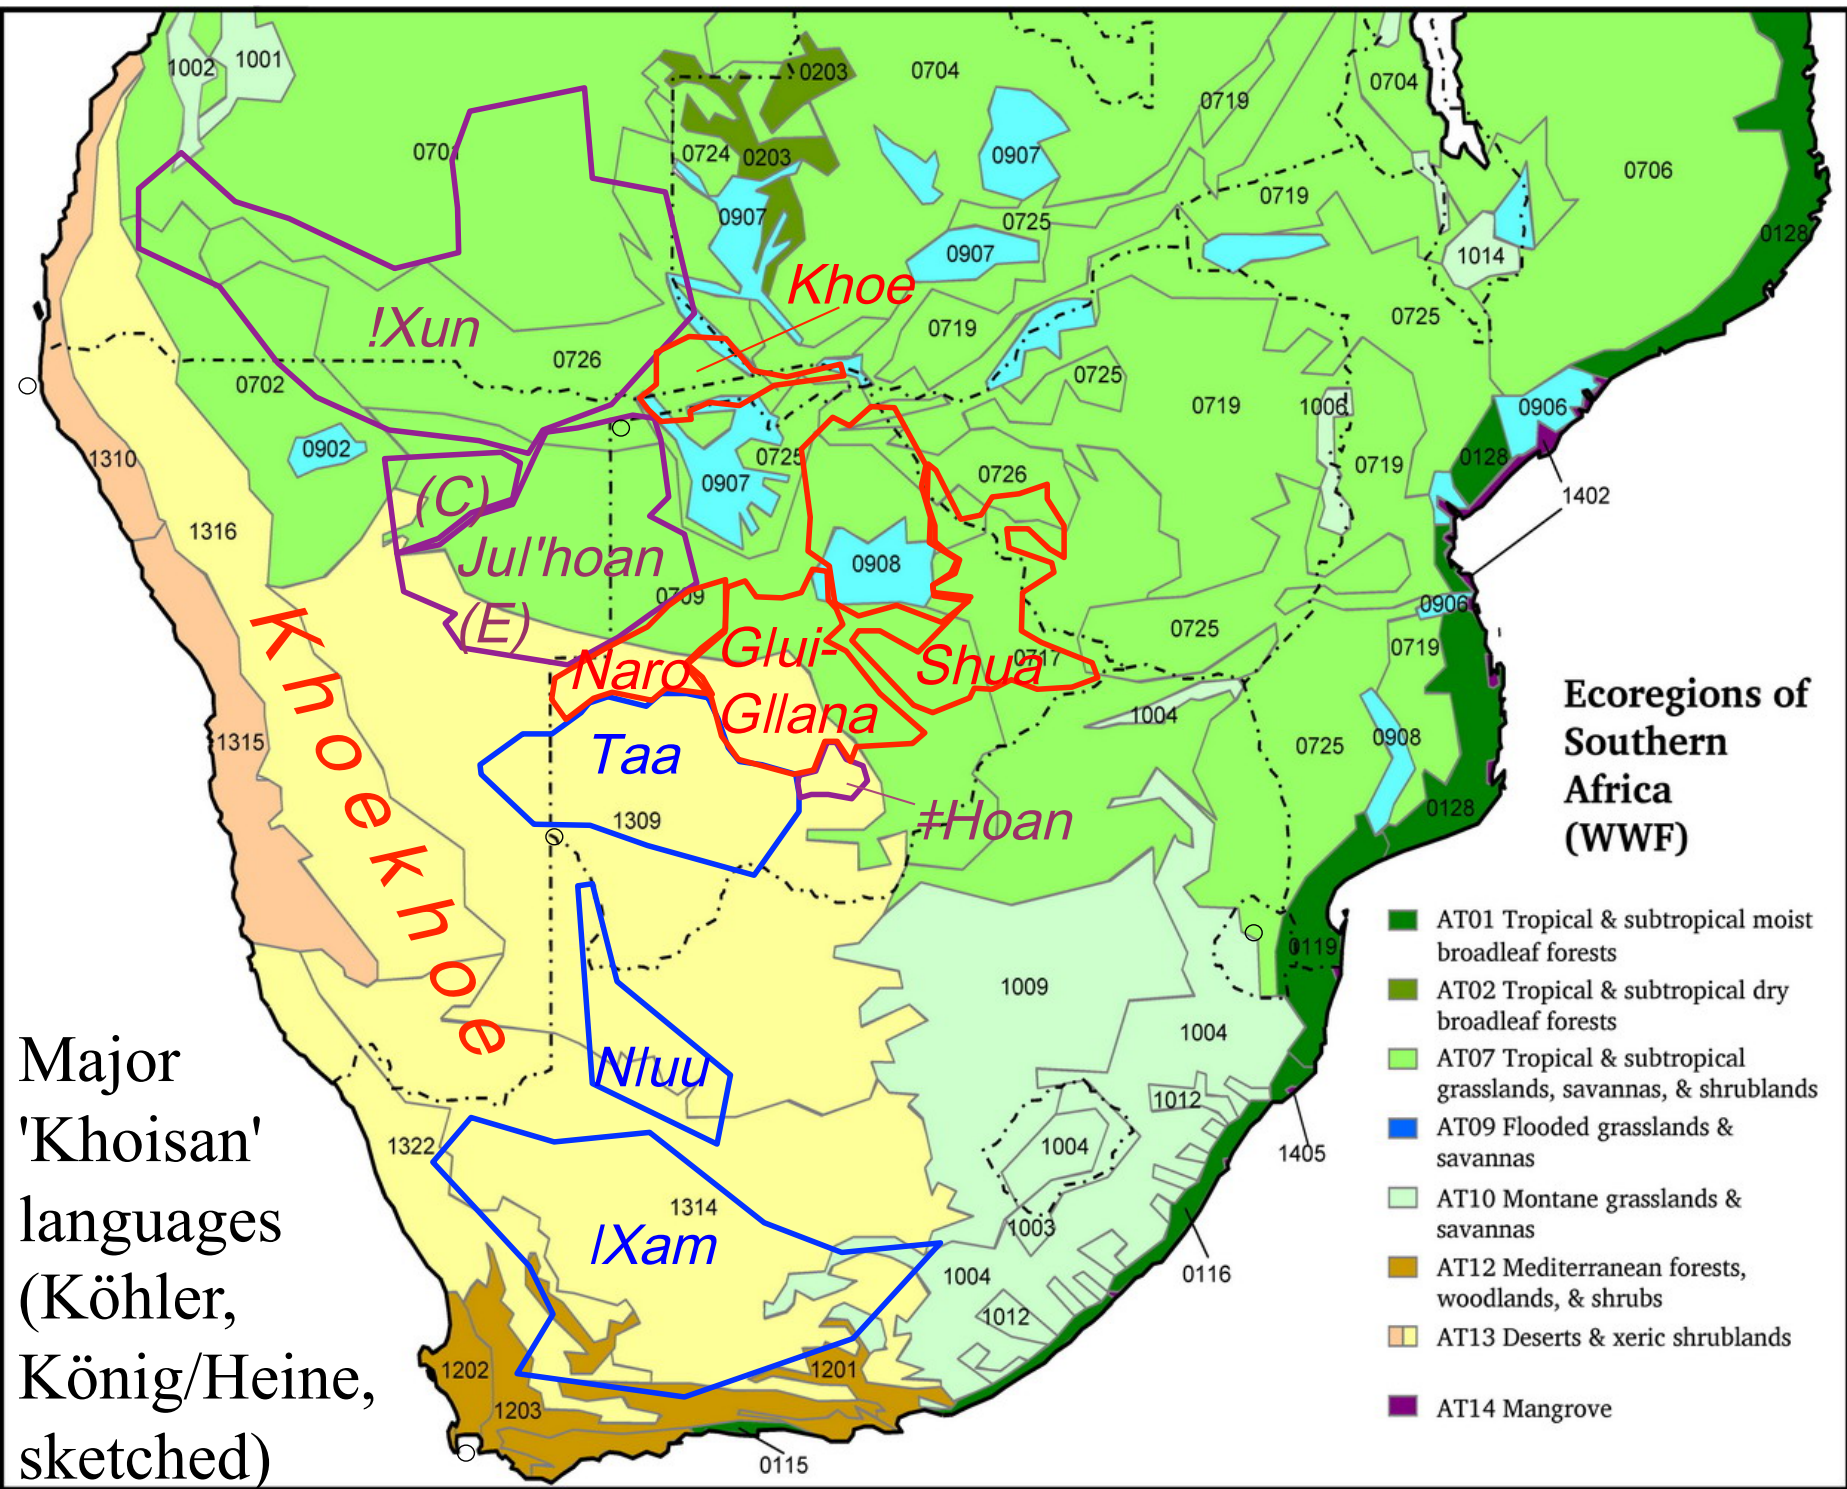 1002
1001
0203
0704
0704
0719
0701
0724
0203
0907
0706
0719
0907
0725
0128
0907
1014
Khoe
!Xun
0719
0725
0726
0702
0725
0719
1006
0906
0902
1310
(C)
0725
0907
0726
0719
0128
1402
1316
Jul'hoan
0908
0709
(E)
0906
0725
Khoekhoe
Naro
Glui-
Gllana
Shua
0717
0719
1004
1315
Taa
0725
0908
1309
ǂHoan
0128
Ecoregions of
Southern
Africa
(WWF)
1009
0119
1004
Nluu
1012
1322
1004
1405
1314
lXam
1003
1004
0116
1012
1202
1201
1203
0115
AT01 Tropical & subtropical moist
broadleaf forests
AT02 Tropical & subtropical dry
broadleaf forests
AT07 Tropical & subtropical
grasslands, savannas, & shrublands
AT09 Flooded grasslands &
savannas
AT10 Montane grasslands &
savannas
AT12 Mediterranean forests,
woodlands, & shrubs
AT13 Deserts & xeric shrublands
AT14 Mangrove
Major
'Khoisan'
languages
(Köhler,
König/Heine,
sketched)